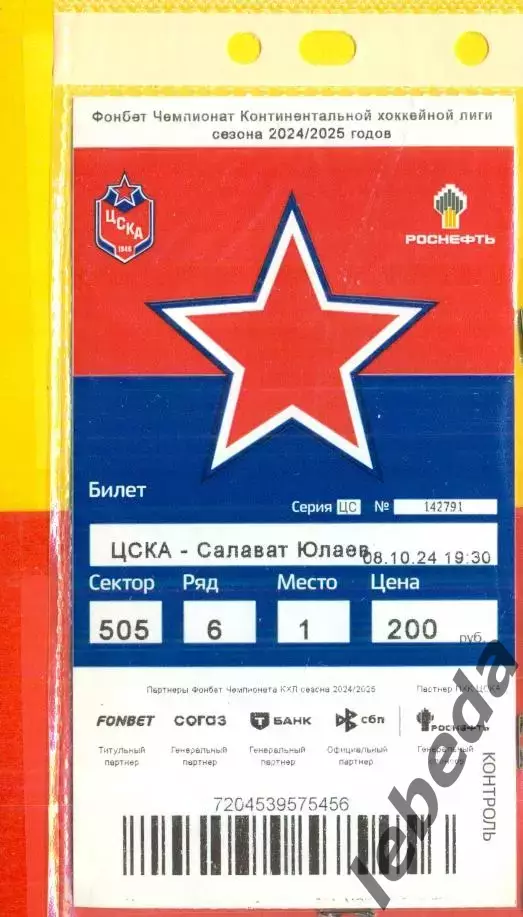 Фонбет Чемпионат Континентальной хоккейной лиги
сезона 2024/2025 годов
ЦСКА
1946
РОСНЕФТЬ
Билет
Серия ЦС № 142791
ЦСКА - Салават Юлаев 08.10.24 19:30
Сектор Ряд Место Цена
505 6 1 200 руб.
Партнеры Фонбет Чемпионата КХЛ сезона 2024/2025 Партнер ПХК ЦСКА
FONBET СОГАЗ Т БАНК сбп РОСНЕФТЬ
Титульный партнер
Генеральный партнер
Генеральный партнер
Официальный партнер
Генеральный
КОНТРОЛЬ
7204539575456
lebeda